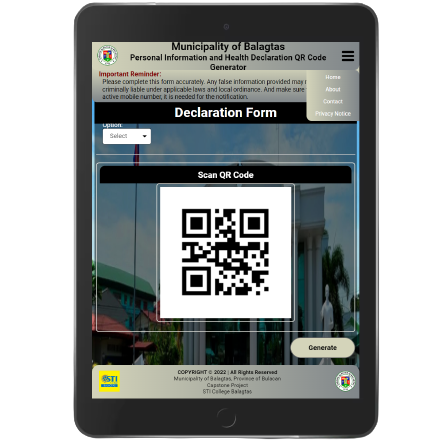 Municipality of Balagtas
Personal Information and Health Declaration QR Code
Generator
Important Reminder:
Please complete this form accurately. Any false information provided may
criminally liable under applicable laws and local ordinance. And make sure
active mobile number, it is needed for the notification.
Home
About
Contact
Privacy Notice
Declaration Form
Option:
Select
Scan QR Code
Generate
STI
COPYRIGHT © 2022 | All Rights Reserved
Municipality of Balagtas, Province of Bulacan
Capstone Project
STI College Balagtas